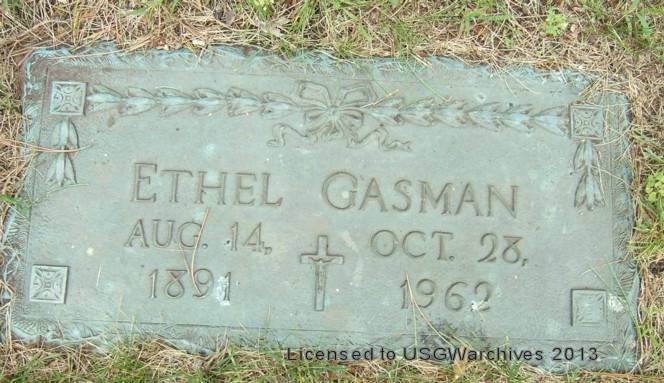 ETHEL GASMAN
AUG. 14, OCT. 28,
1891 1962
Licensed to USGWarchives 2013